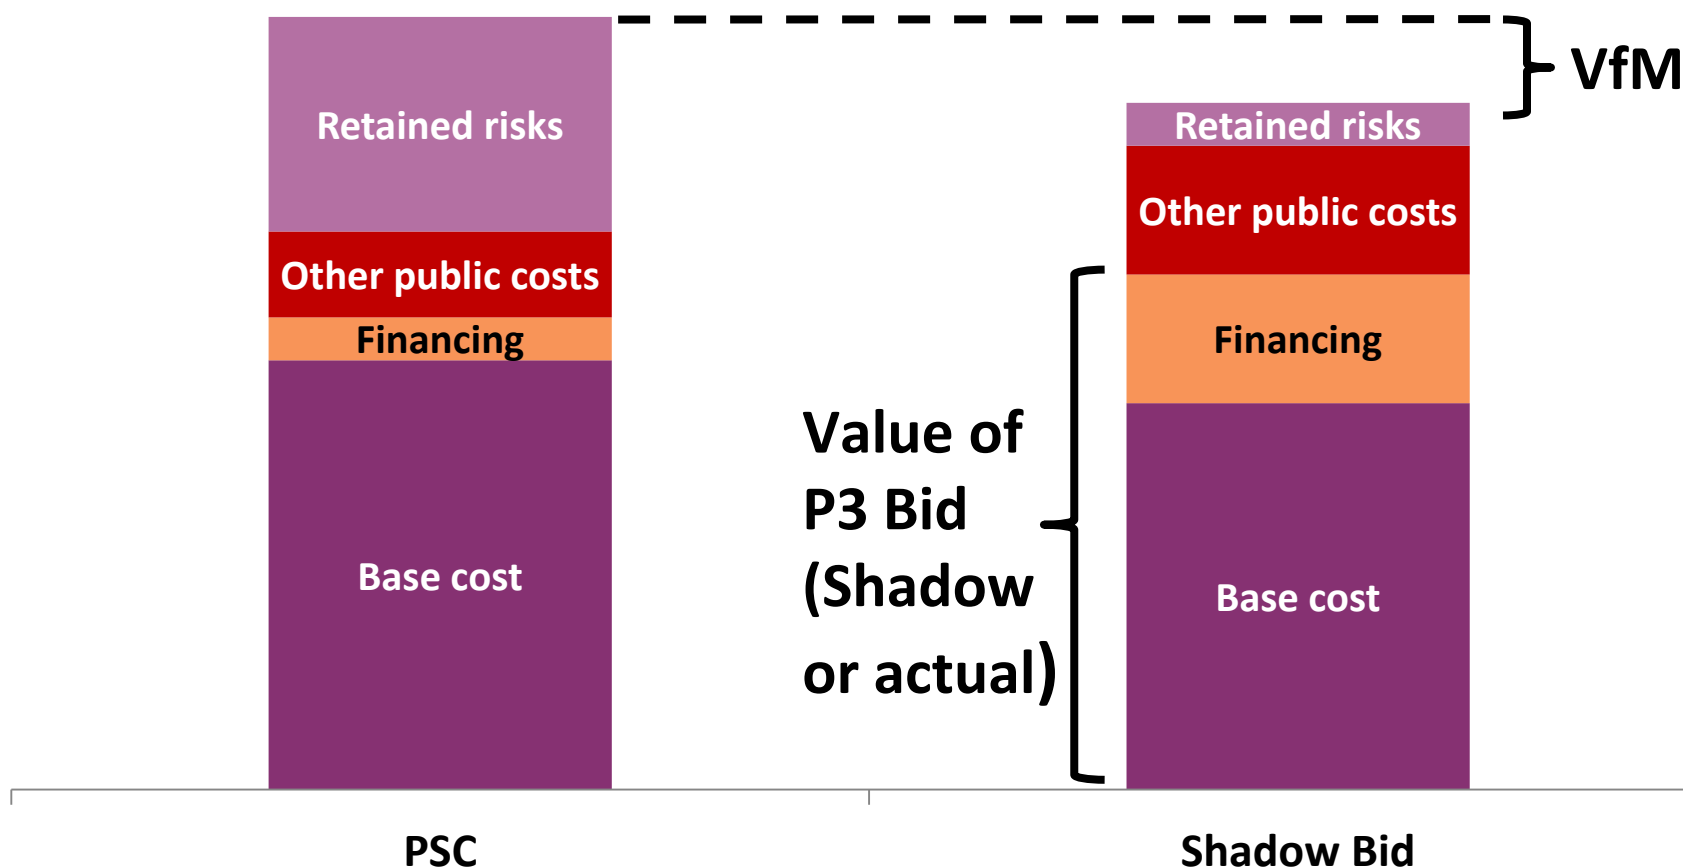 VfM
Retained risks
Other public costs
Financing
Base cost
PSC
Value of
P3 Bid
(Shadow
or actual)
Retained risks
Other public costs
Financing
Base cost
Shadow Bid